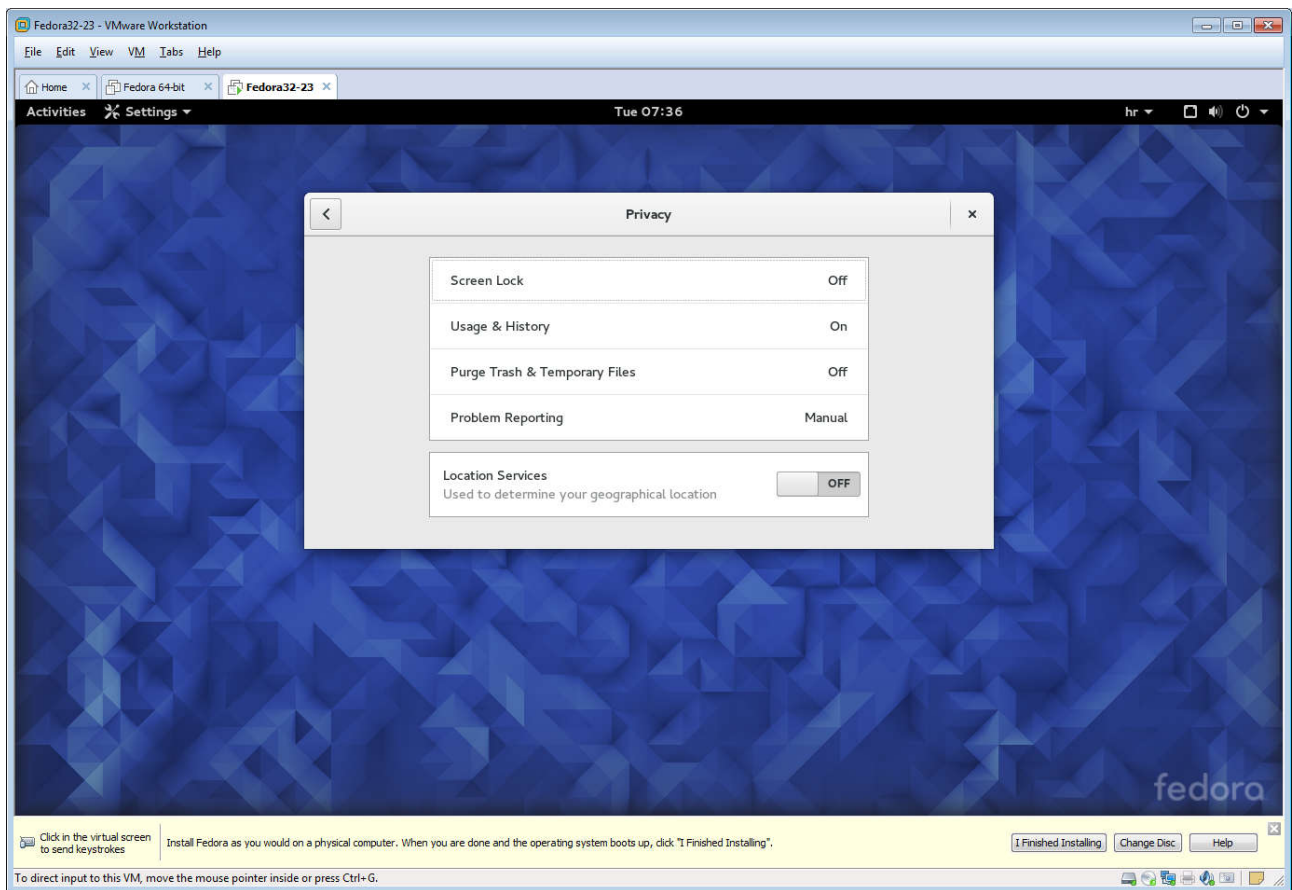 Fedora32-23 - VMware Workstation
File Edit View VM Tabs Help
Home Fedora 64-bit Fedora32-23
Activities Settings Tue 07:36 hr
Privacy
Screen Lock Off
Usage & History On
Purge Trash & Temporary Files Off
Problem Reporting Manual
Location Services
Used to determine your geographical location
OFF
fedora
Click in the virtual screen
to send keystrokes
Install Fedora as you would on a physical computer. When you are done and the operating system boots up, click "I Finished Installing".
I Finished Installing Change Disc Help
To direct input to this VM, move the mouse pointer inside or press Ctrl+G.